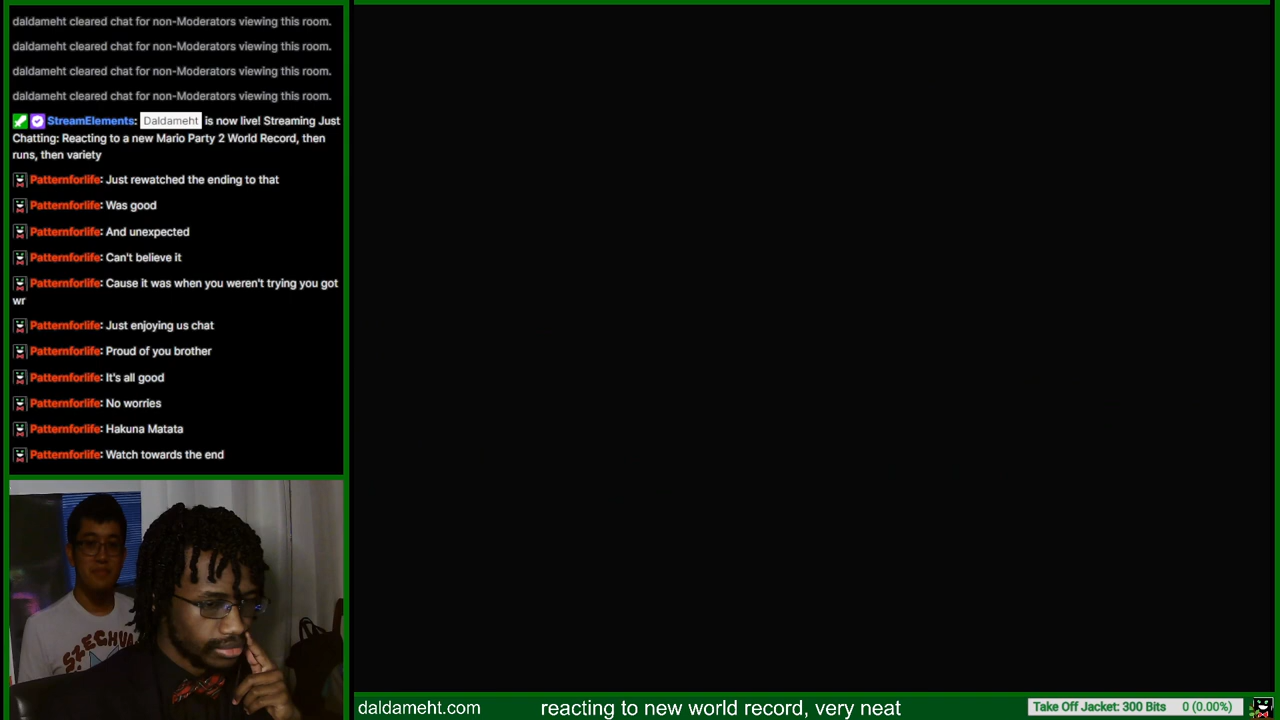 daldameht cleared chat for non-Moderators viewing this room.
daldameht cleared chat for non-Moderators viewing this room.
daldameht cleared chat for non-Moderators viewing this room.
daldameht cleared chat for non-Moderators viewing this room.
StreamElements: Daldameht is now live! Streaming Just
Chatting: Reacting to a new Mario Party 2 World Record, then
runs, then variety
Patternforlife: Just rewatched the ending to that
Patternforlife: Was good
Patternforlife: And unexpected
Patternforlife: Can't believe it
Patternforlife: Cause it was when you weren't trying you got
wr
Patternforlife: Just enjoying us chat
Patternforlife: Proud of you brother
Patternforlife: It's all good
Patternforlife: No worries
Patternforlife: Hakuna Matata
Patternforlife: Watch towards the end
daldameht.com
reacting to new world record, very neat
Take Off Jacket: 300 Bits 0 (0.00%)